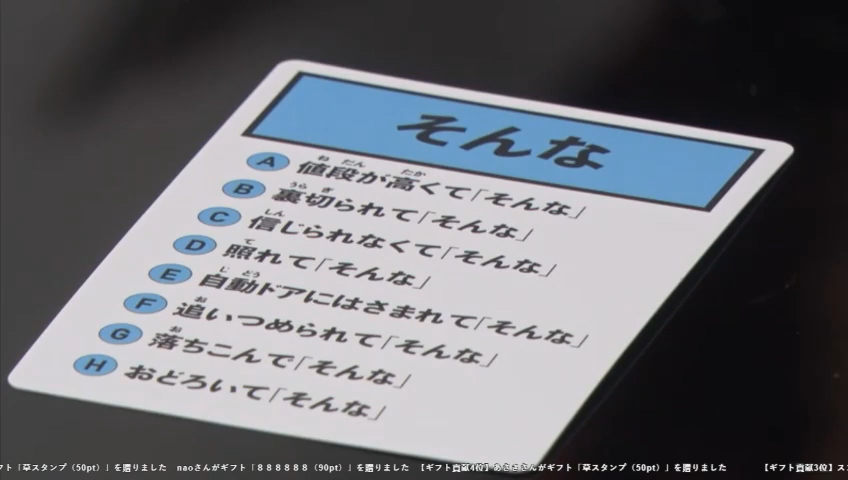 そんな
A 値段が高くて「そんな」
B 裏切られて「そんな」
C 信じられなくて「そんな」
D 照れて「そんな」
E 自動ドアにはさまれて「そんな」
F 追いつめられて「そんな」
G 落ちこんで「そんな」
H おどろいて「そんな」
フト「草スタンプ（50pt）」を贈りました naoさんがギフト「８８８８８８（90pt）」を贈りました 【ギフト貢献4位】さんがギフト「草スタンプ（50pt）」を贈りました 【ギフト貢献3位】ス